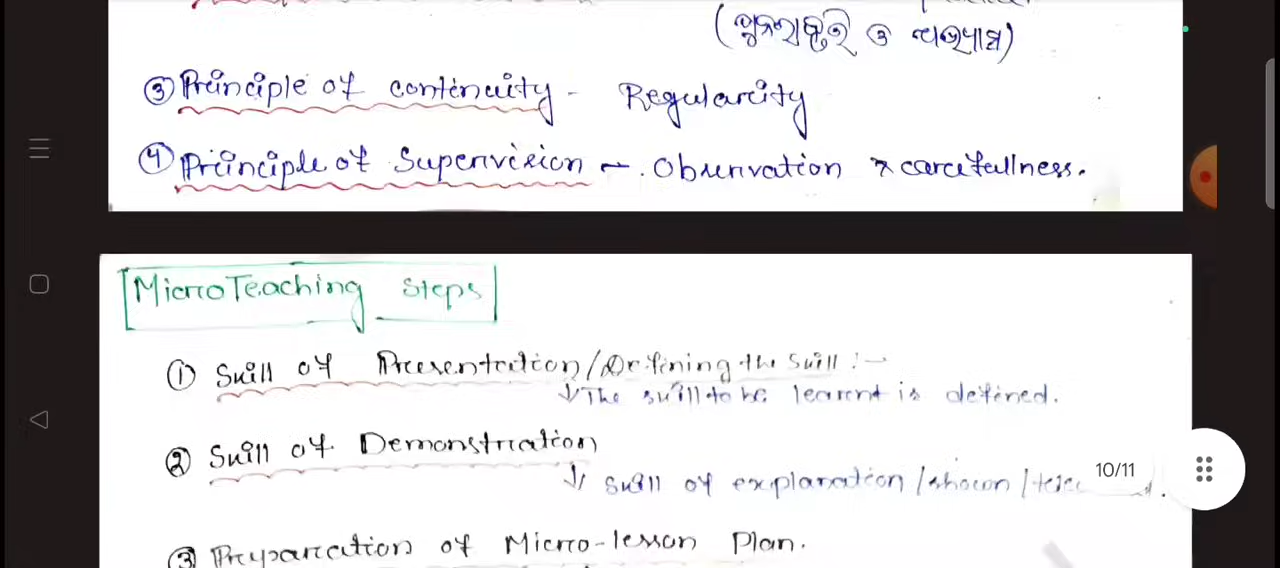 (ପୁନରାବୃତ୍ତି ଓ ଅଭ୍ୟାସ)
③ Principle of continuity - Regularity
④ Principle of Supervision - Observation & carefullness.
Micro Teaching Steps
① Skill of Presentation / Defining the Skill :-
↓ The skill to be learnt is defined.
② Skill of Demonstration
↓ Skill of explanation / shown /
10/11
③ Preparation of Micro-lesson Plan.